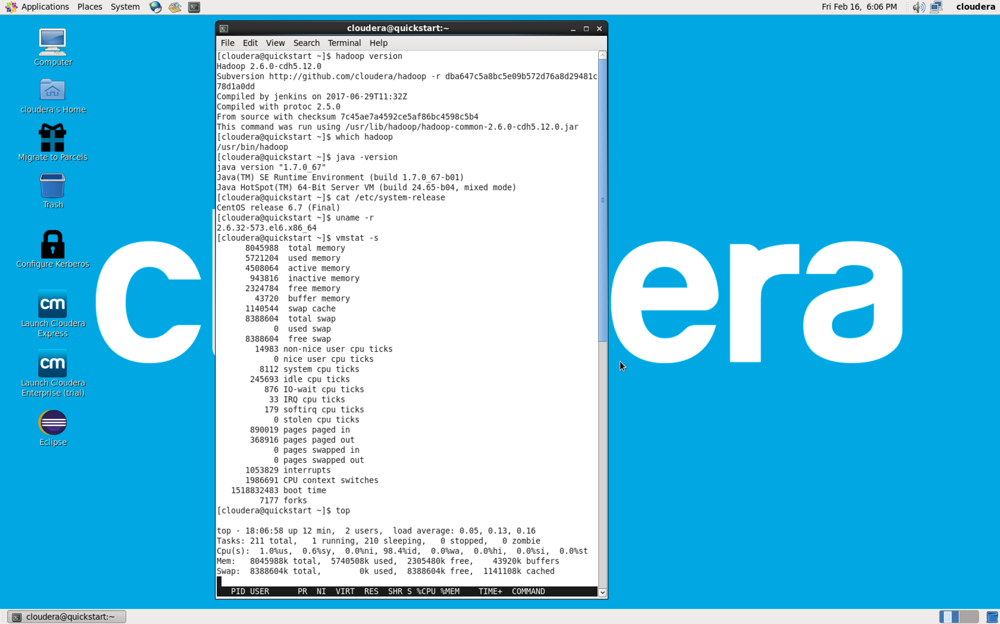 Applications Places System Fri Feb 16, 6:06 PM cloudera
Computer
cloudera's Home
Migrate to Parcels
Trash
Configure Kerberos
cm
Launch Cloudera
Express
cm
Launch Cloudera
Enterprise (trial)
Eclipse
c
era
cloudera@quickstart:~
File Edit View Search Terminal Help
[cloudera@quickstart ~]$ hadoop version
Hadoop 2.6.0-cdh5.12.0
Subversion http://github.com/cloudera/hadoop -r dba647c5a8bc5e09b572d76a8d29481c
78d1a0dd
Compiled by jenkins on 2017-06-29T11:32Z
Compiled with protoc 2.5.0
From source with checksum 7c45ae7a4592ce5af86bc4598c5b4
This command was run using /usr/lib/hadoop/hadoop-common-2.6.0-cdh5.12.0.jar
[cloudera@quickstart ~]$ which hadoop
/usr/bin/hadoop
[cloudera@quickstart ~]$ java -version
java version "1.7.0_67"
Java(TM) SE Runtime Environment (build 1.7.0_67-b01)
Java HotSpot(TM) 64-Bit Server VM (build 24.65-b04, mixed mode)
[cloudera@quickstart ~]$ cat /etc/system-release
CentOS release 6.7 (Final)
[cloudera@quickstart ~]$ uname -r
2.6.32-573.el6.x86_64
[cloudera@quickstart ~]$ vmstat -s
8045988 total memory
5721204 used memory
4508064 active memory
943816 inactive memory
2324784 free memory
43720 buffer memory
1140544 swap cache
8388604 total swap
0 used swap
8388604 free swap
14983 non-nice user cpu ticks
0 nice user cpu ticks
8112 system cpu ticks
245693 idle cpu ticks
876 IO-wait cpu ticks
33 IRQ cpu ticks
179 softirq cpu ticks
0 stolen cpu ticks
890019 pages paged in
368916 pages paged out
0 pages swapped in
0 pages swapped out
1053829 interrupts
1986691 CPU context switches
1518832483 boot time
7177 forks
[cloudera@quickstart ~]$ top
top - 18:06:58 up 12 min, 2 users, load average: 0.05, 0.13, 0.16
Tasks: 211 total, 1 running, 210 sleeping, 0 stopped, 0 zombie
Cpu(s): 1.0%us, 0.6%sy, 0.0%ni, 98.4%id, 0.0%wa, 0.0%hi, 0.0%si, 0.0%st
Mem: 8045988k total, 5740508k used, 2305480k free, 43920k buffers
Swap: 8388604k total, 0k used, 8388604k free, 1141108k cached
PID USER PR NI VIRT RES SHR S %CPU %MEM TIME+ COMMAND
cloudera@quickstart:~